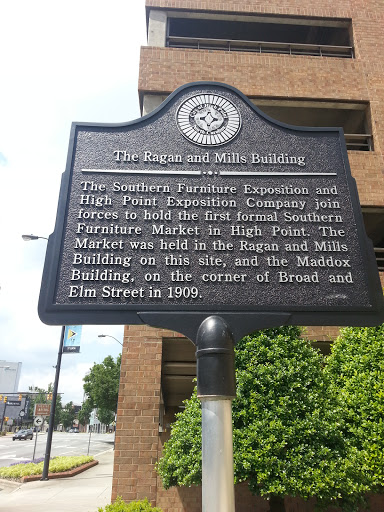 The Ragan and Mills Building
The Southern Furniture Exposition and
High Point Exposition Company join
forces to hold the first formal Southern
Furniture Market in High Point. The
Market was held in the Ragan and Mills
Building on this site, and the Maddox
Building, on the corner of Broad and
Elm Street in 1909.